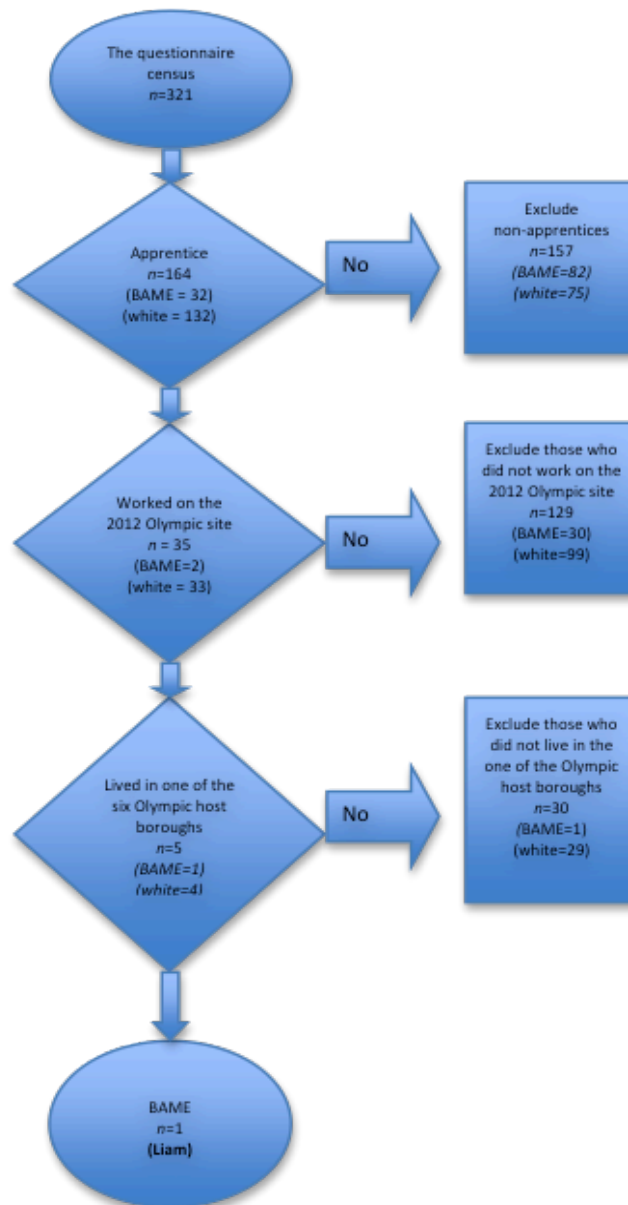 The questionnaire
census
n=321
Apprentice
n=164
(BAME = 32)
(white = 132)
No
Exclude
non-apprentices
n=157
(BAME=82)
(white=75)
Worked on the
2012 Olympic site
n = 35
(BAME=2)
(white = 33)
No
Exclude those who
did not work on the
2012 Olympic site
n=129
(BAME=30)
(white=99)
Lived in one of the
six Olympic host
boroughs
n=5
(BAME=1)
(white=4)
No
Exclude those who
did not live in the
one of the Olympic
host boroughs
n=30
(BAME=1)
(white=29)
BAME
n=1
(Liam)